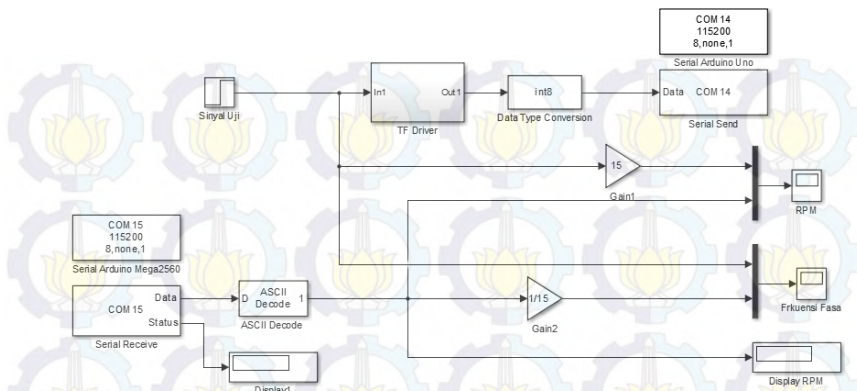 COM 14
115200
8,none,1
Serial Arduino Uno
Sinyal Uji
In1
Out1
TF Driver
int8
Data Type Conversion
Data
COM 14
Serial Send
15
Gain1
RPM
COM 15
115200
8,none,1
Serial Arduino Mega2560
COM 15
Data
Status
Serial Receive
D
ASCII
Decode
1
ASCII Decode
1/15
Gain2
Frkuensi Fasa
Display1
Display RPM